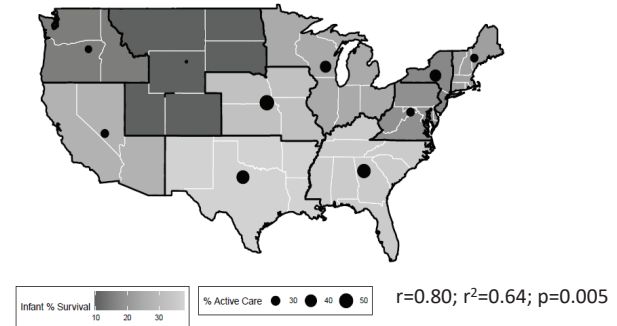 Infant % Survival
10 20 30
% Active Care 30 40 50
r=0.80; r²=0.64; p=0.005